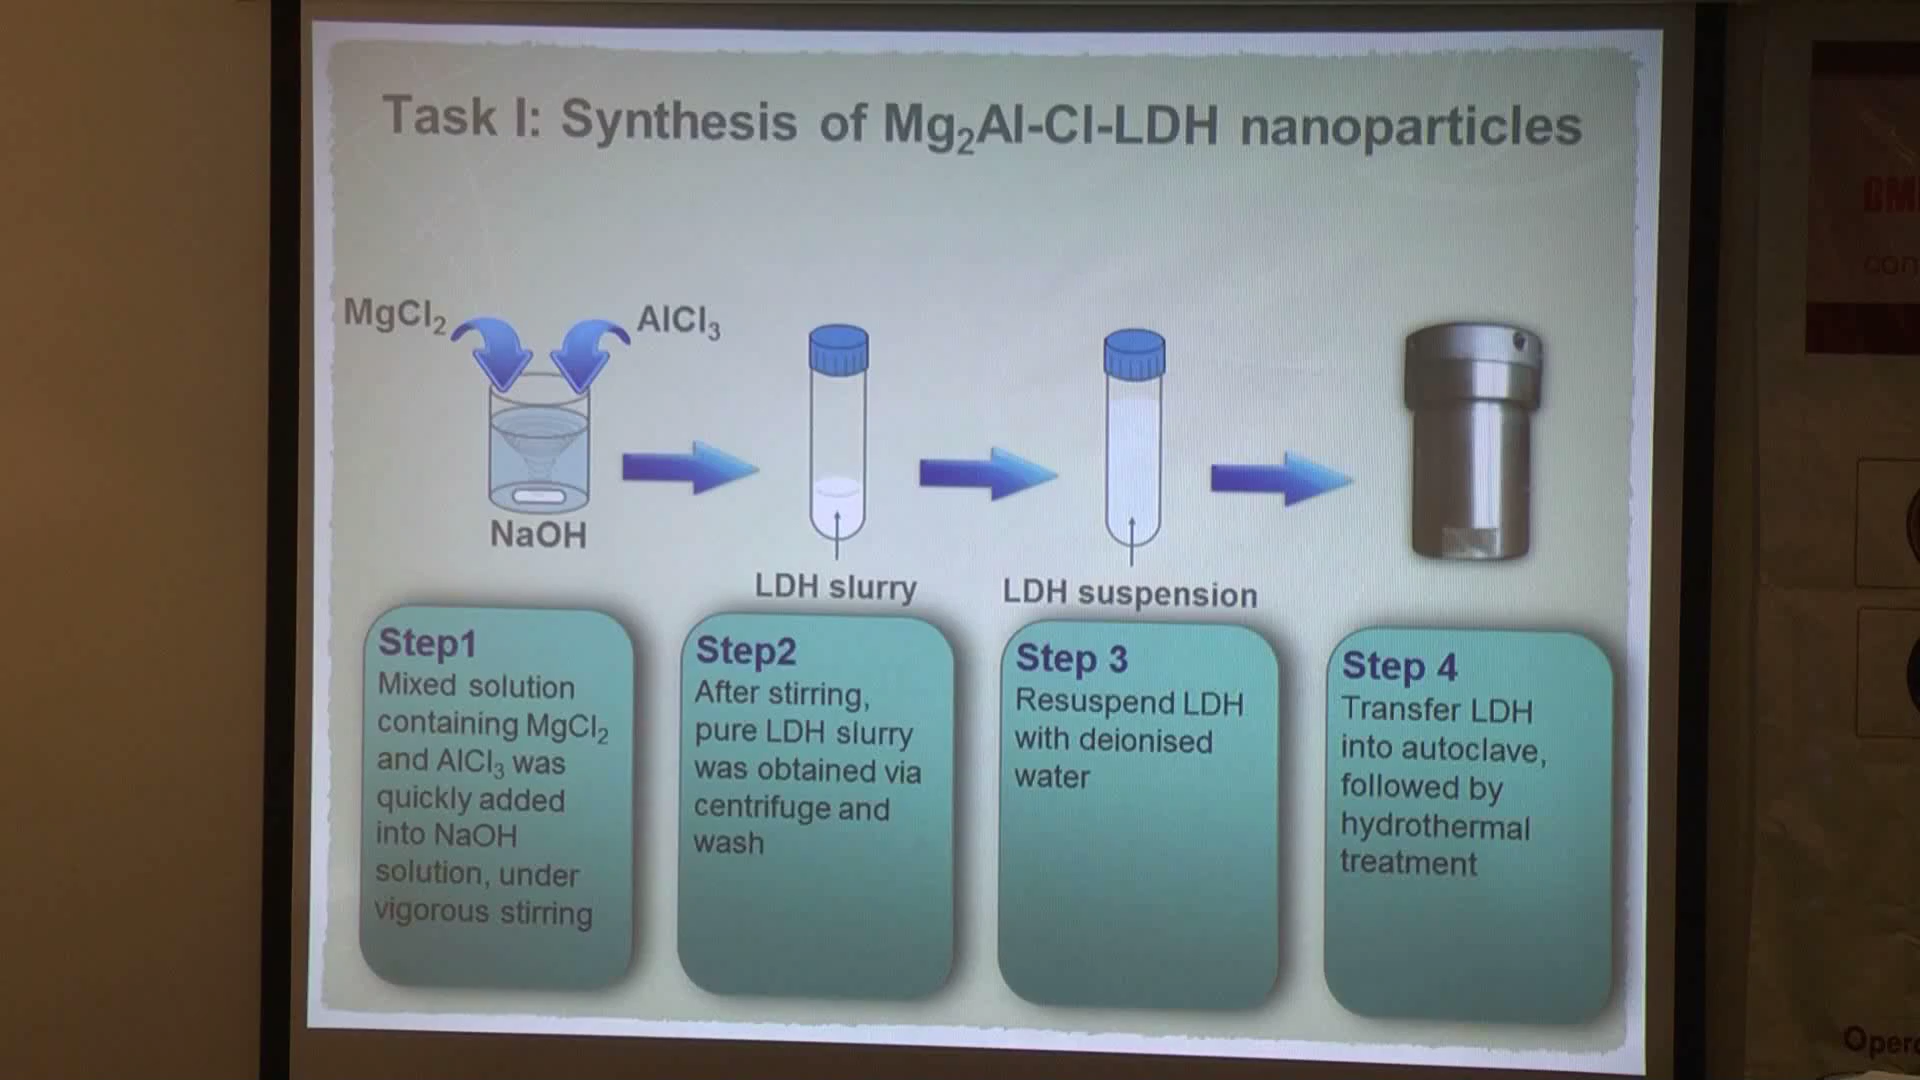 Task I: Synthesis of Mg₂Al-Cl-LDH nanoparticles
MgCl₂
AlCl₃
NaOH
LDH slurry
LDH suspension
Step1
Mixed solution
containing MgCl₂
and AlCl₃ was
quickly added
into NaOH
solution, under
vigorous stirring
Step2
After stirring,
pure LDH slurry
was obtained via
centrifuge and
wash
Step 3
Resuspend LDH
with deionised
water
Step 4
Transfer LDH
into autoclave,
followed by
hydrothermal
treatment